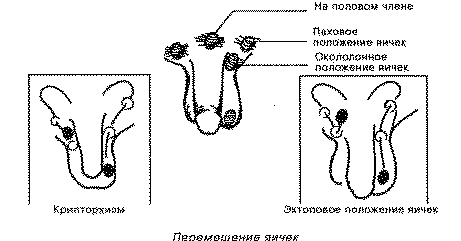 На половом члене
Паховое
положение яичек
Окололонное
положение яичек
Крипторхизм
Эктоповое положение яичек
Перемещение яичек